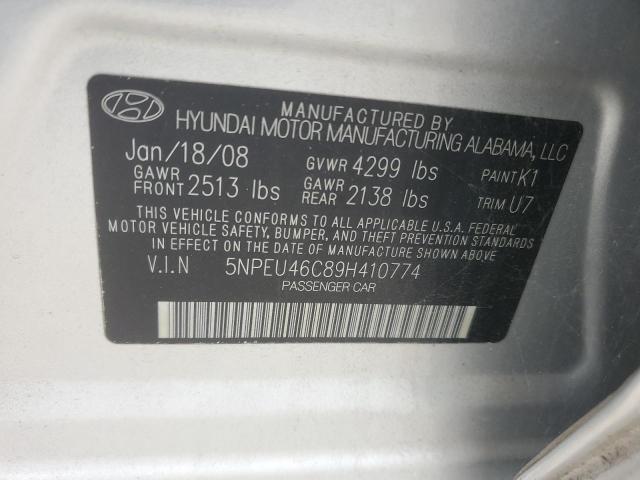 MANUFACTURED BY
HYUNDAI MOTOR MANUFACTURING ALABAMA, LLC
Jan/18/08 GVWR 4299 lbs PAINT K1
GAWR FRONT 2513 lbs GAWR REAR 2138 lbs TRIM U7
THIS VEHICLE CONFORMS TO ALL APPLICABLE U.S.A. FEDERAL
MOTOR VEHICLE SAFETY, BUMPER, AND THEFT PREVENTION STANDARDS
IN EFFECT ON THE DATE OF MANUFACTURE SHOWN ABOVE
V.I.N 5NPEU46C89H410774
PASSENGER CAR